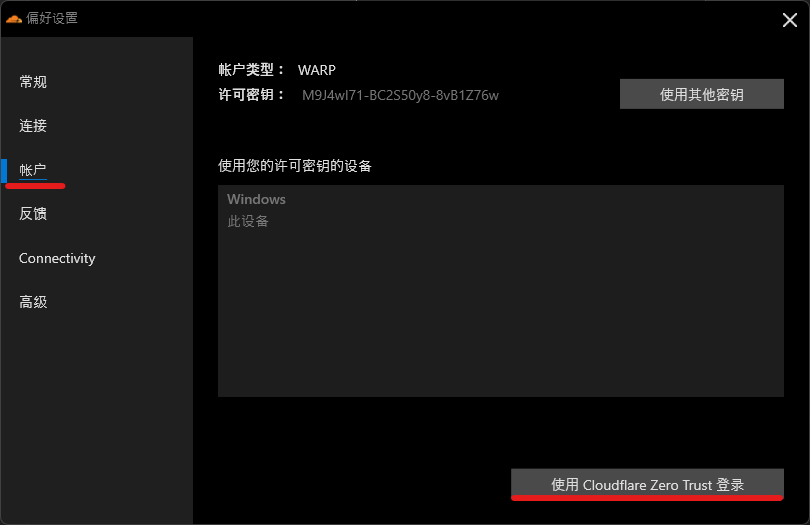 偏好设置
常规
连接
帐户
反馈
Connectivity
高级
帐户类型： WARP
许可密钥： M9J4wI71-BC2S50y8-8vB1Z76w
使用其他密钥
使用您的许可密钥的设备
Windows
此设备
使用 Cloudflare Zero Trust 登录